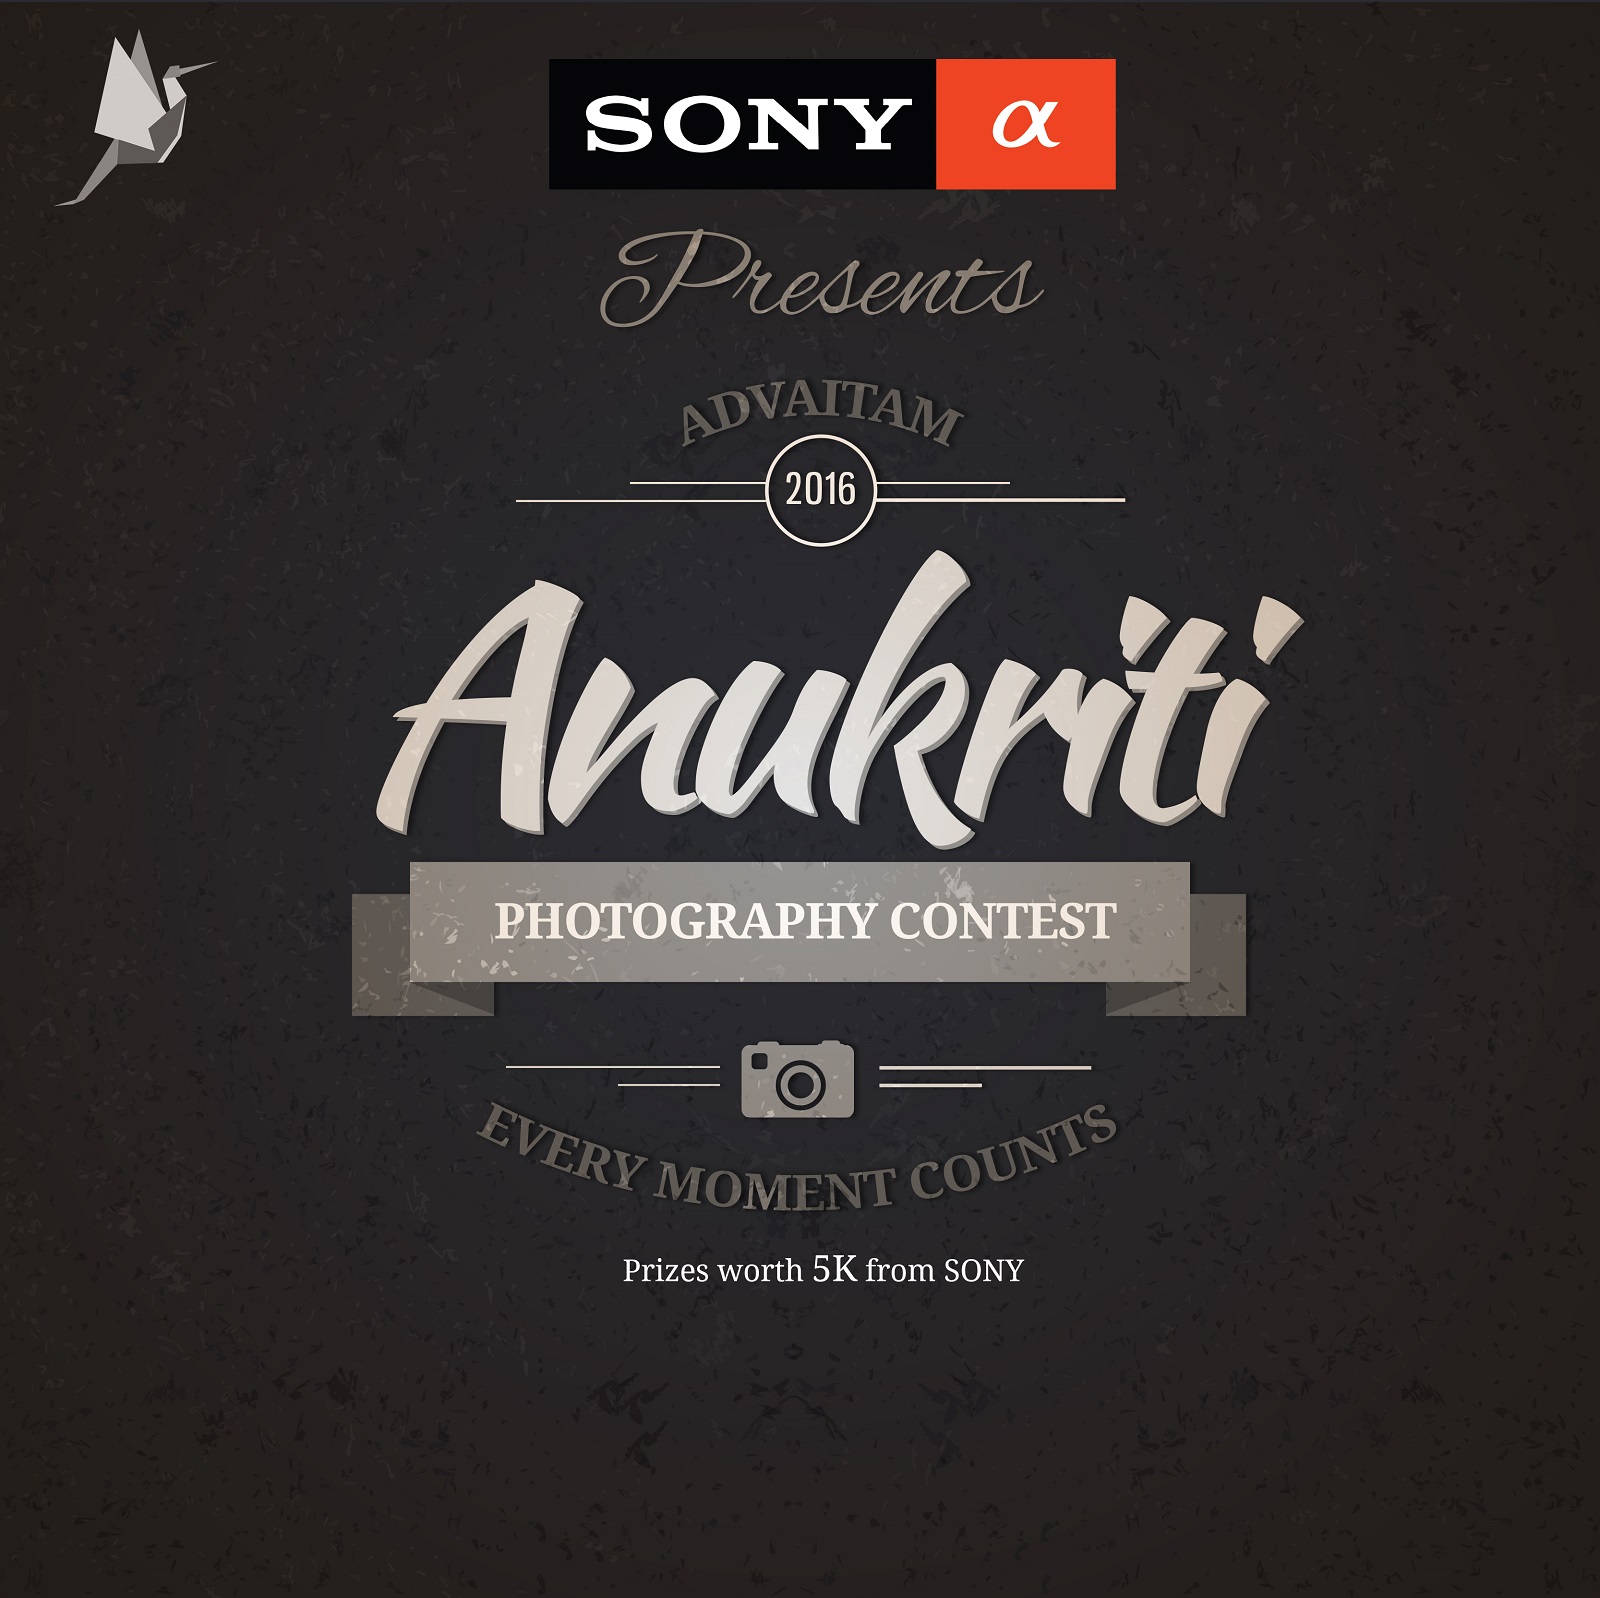 SONY α
Presents
ADVAITAM
2016
Anukriti
PHOTOGRAPHY CONTEST
EVERY MOMENT COUNTS
Prizes worth 5K from SONY